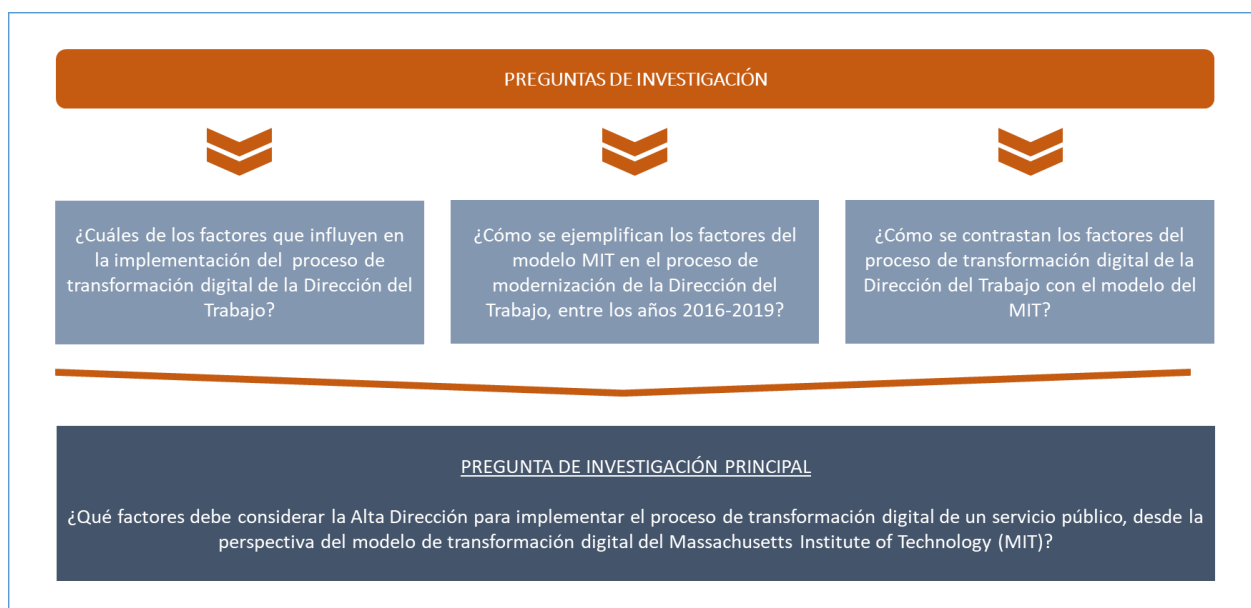 PREGUNTAS DE INVESTIGACIÓN
¿Cuáles de los factores que influyen en
la implementación del proceso de
transformación digital de la Dirección del
Trabajo?
¿Cómo se ejemplifican los factores del
modelo MIT en el proceso de
modernización de la Dirección del
Trabajo, entre los años 2016-2019?
¿Cómo se contrastan los factores del
proceso de transformación digital de la
Dirección del Trabajo con el modelo del
MIT?
PREGUNTA DE INVESTIGACIÓN PRINCIPAL
¿Qué factores debe considerar la Alta Dirección para implementar el proceso de transformación digital de un servicio público, desde la
perspectiva del modelo de transformación digital del Massachusetts Institute of Technology (MIT)?